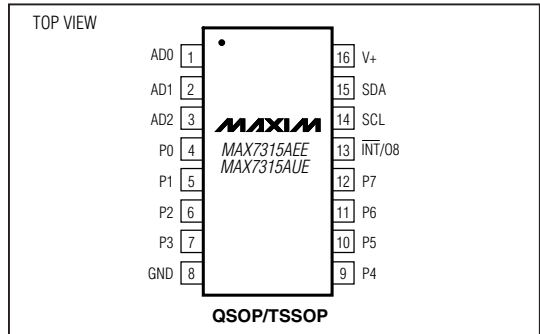 TOP VIEW
AD0 1
AD1 2
AD2 3
P0 4
P1 5
P2 6
P3 7
GND 8
MAXIM
MAX7315AEE
MAX7315AUE
16 V+
15 SDA
14 SCL
13 INT/O8
12 P7
11 P6
10 P5
9 P4
QSOP/TSSOP